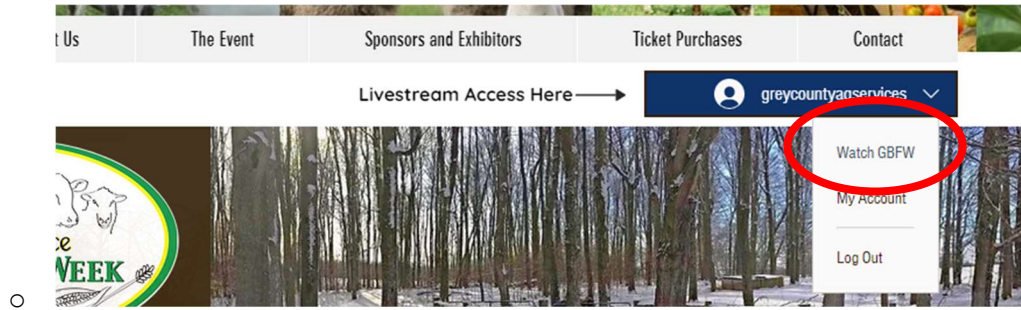 t Us The Event Sponsors and Exhibitors Ticket Purchases Contact
Livestream Access Here greycountyagservices
Watch GBFW
My Account
Log Out
ce
WEEK